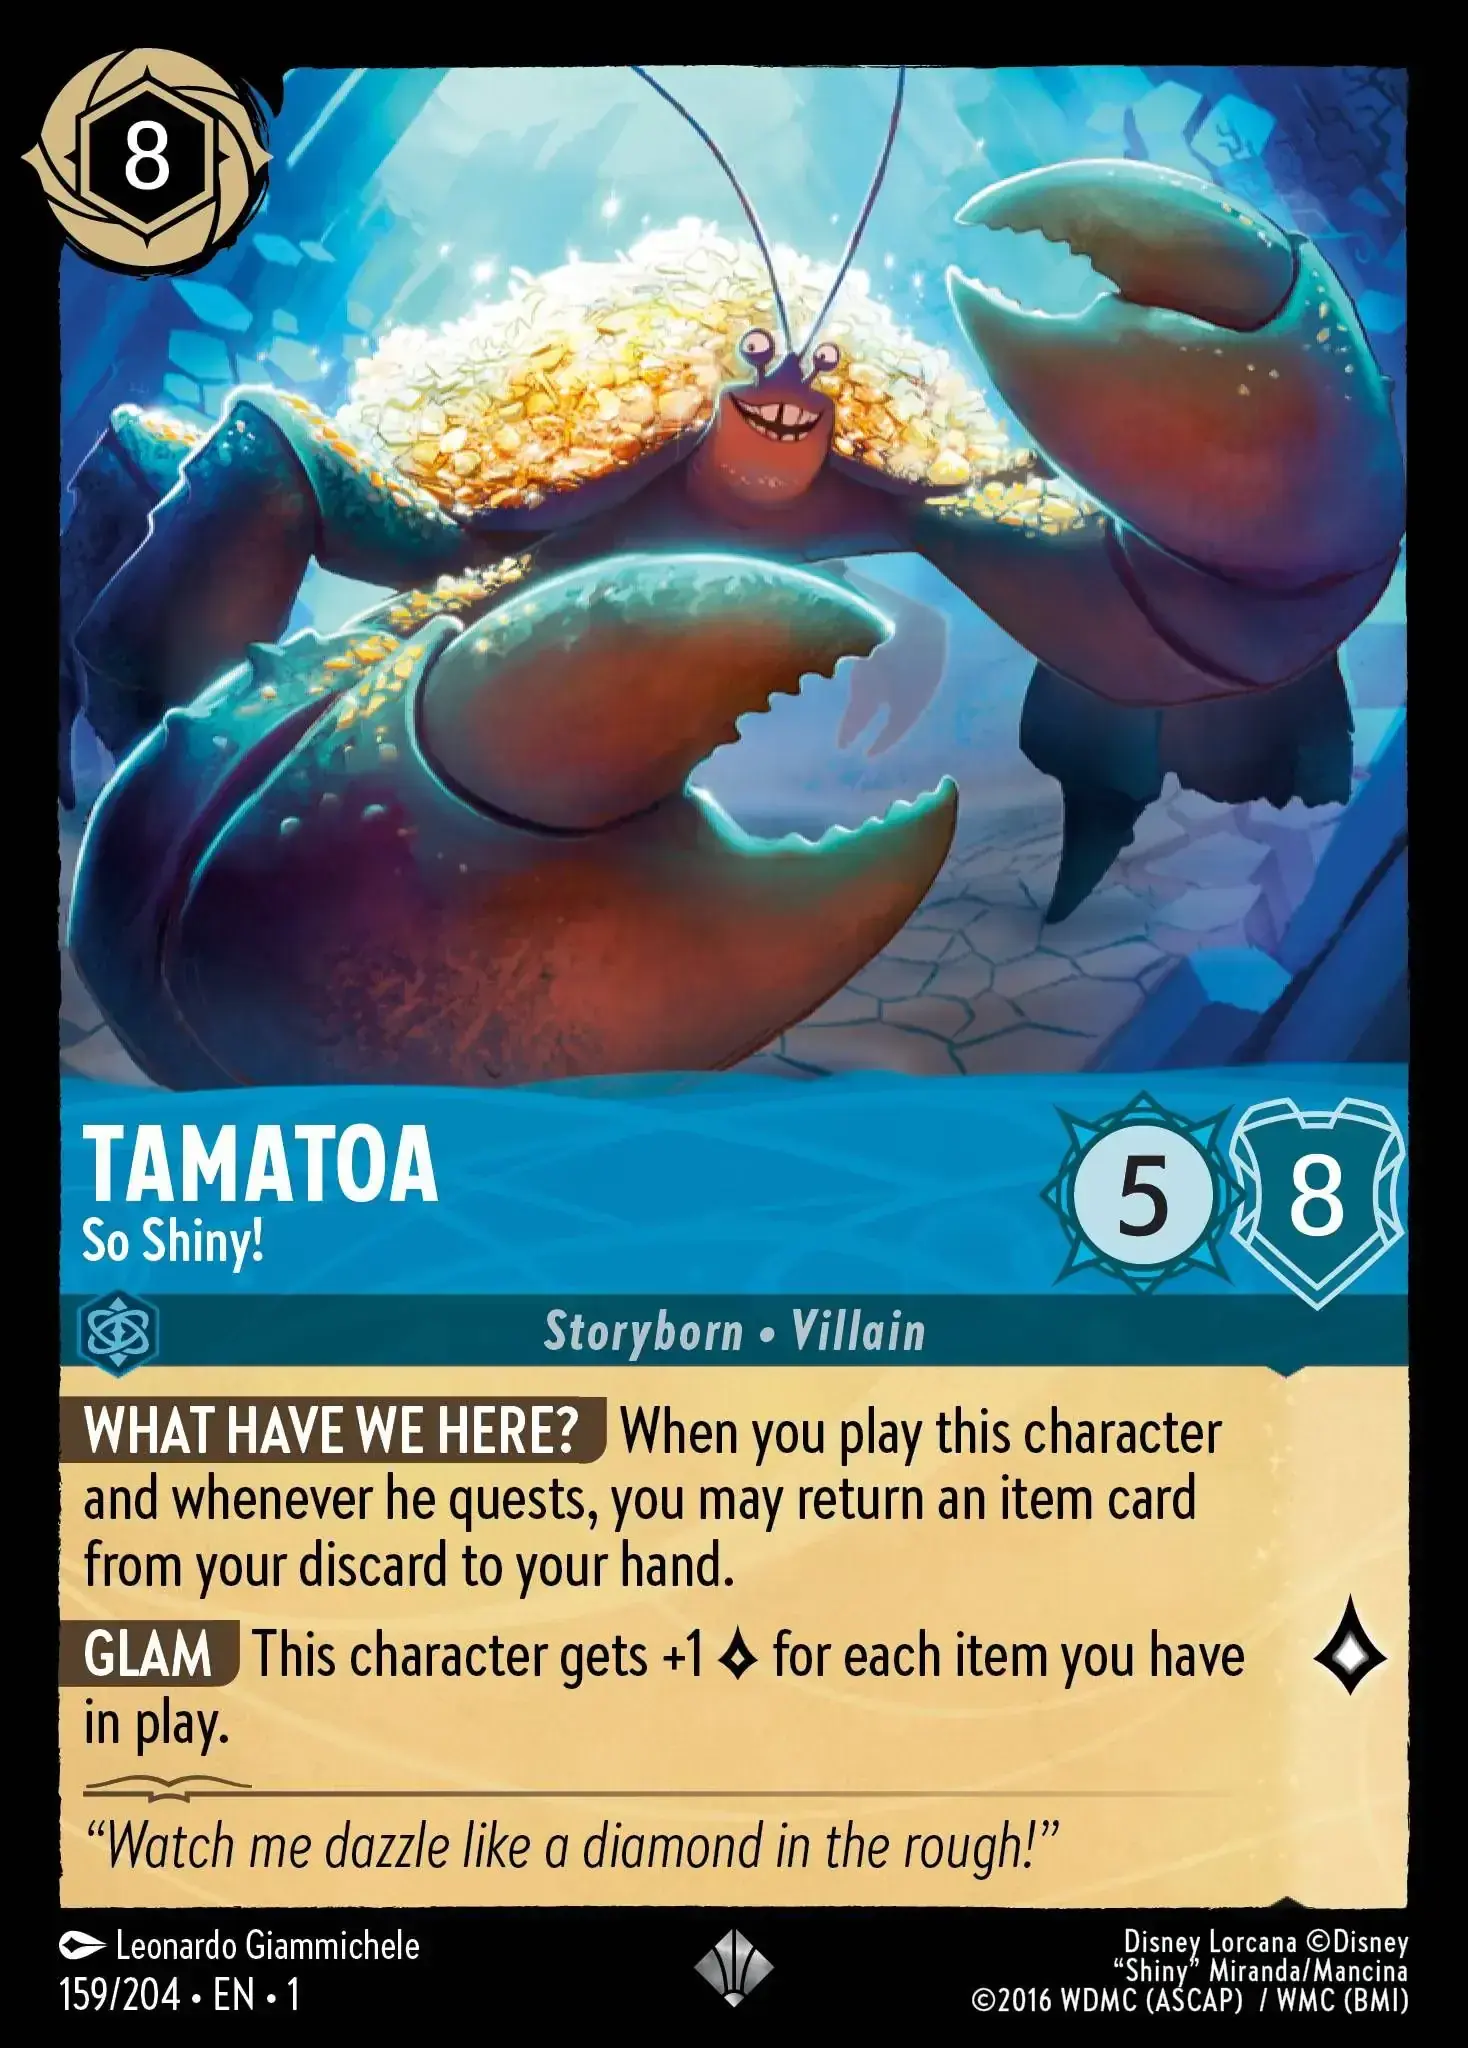 8
TAMATOA
So Shiny!
5
8
Storyborn • Villain
WHAT HAVE WE HERE? When you play this character
and whenever he quests, you may return an item card
from your discard to your hand.
GLAM This character gets +1 for each item you have
in play.
“Watch me dazzle like a diamond in the rough!”
Leonardo Giammichele
159/204 • EN • 1
Disney Lorcana ©Disney
“Shiny” Miranda/Mancina
©2016 WDMC (ASCAP) / WMC (BMI)